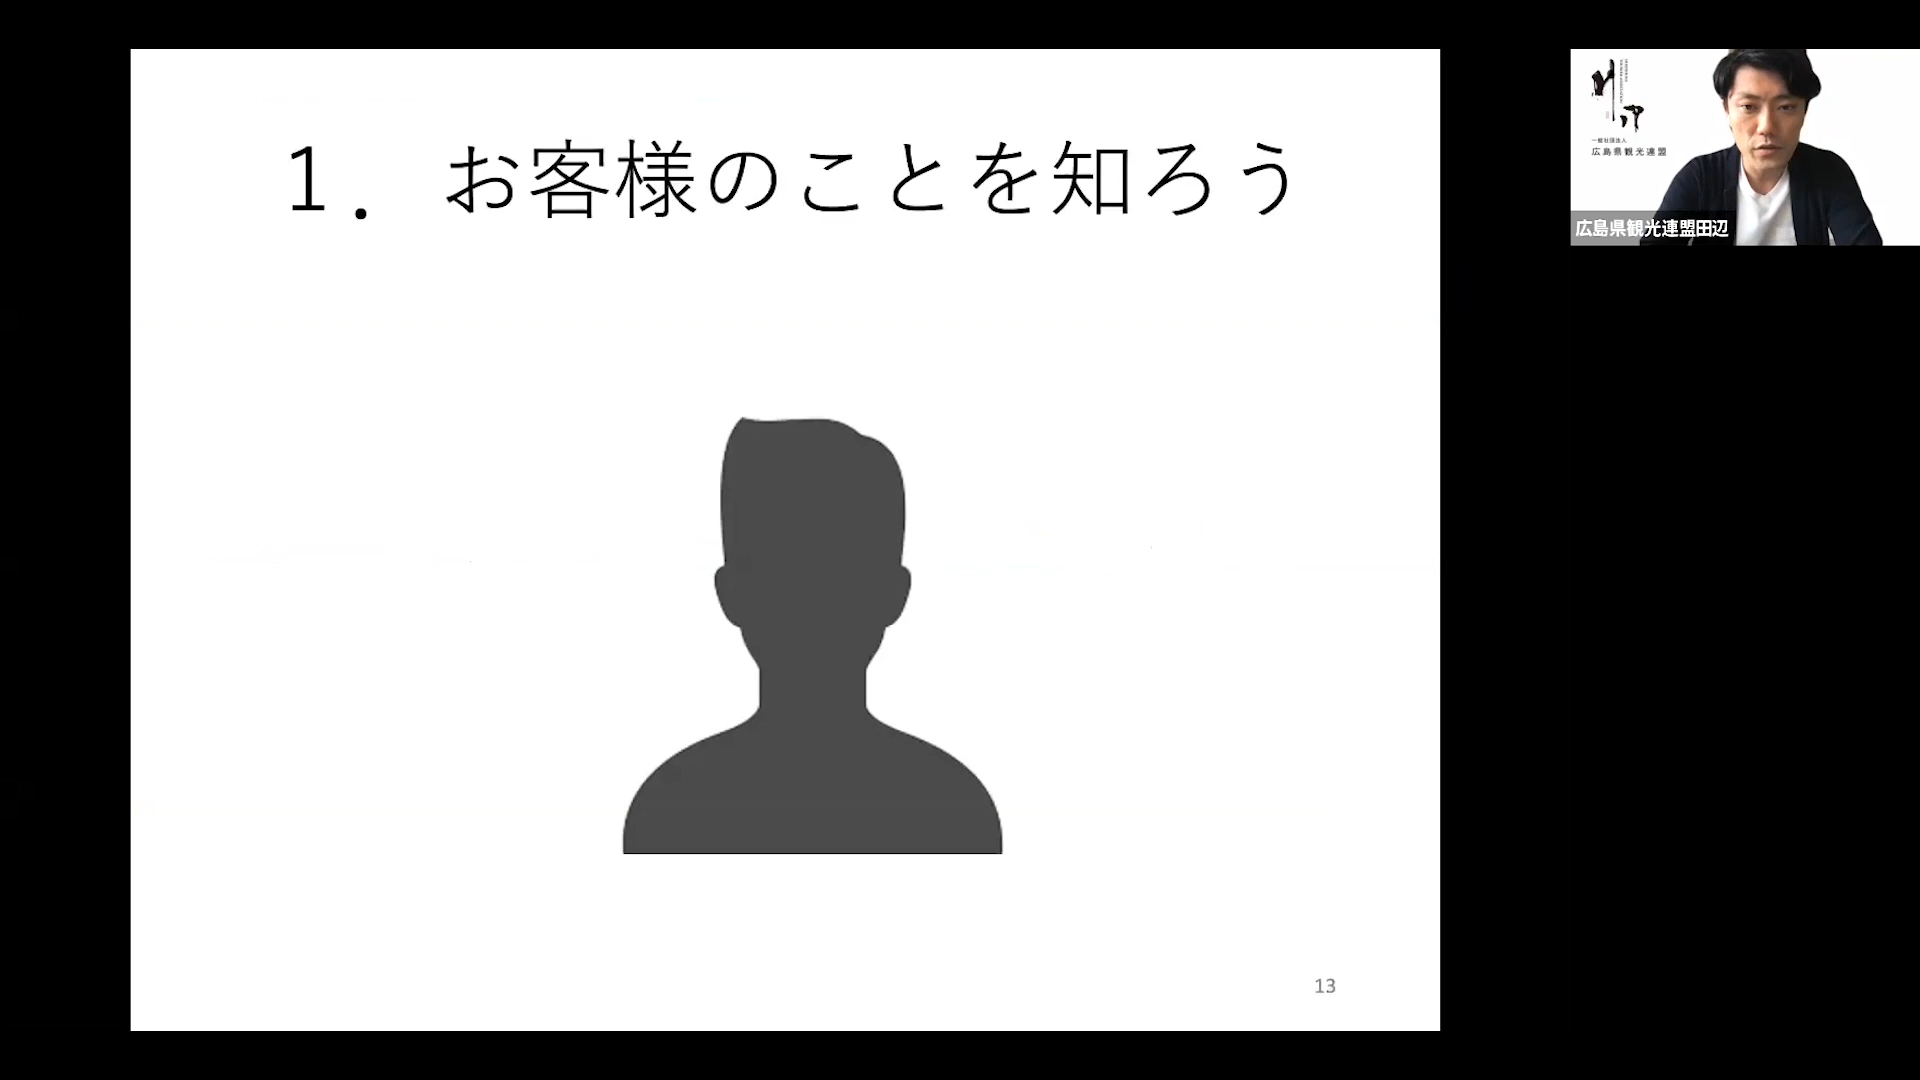 1. お客様のことを知ろう
13
一般社団法人
広島県観光連盟
広島県観光連盟田辺